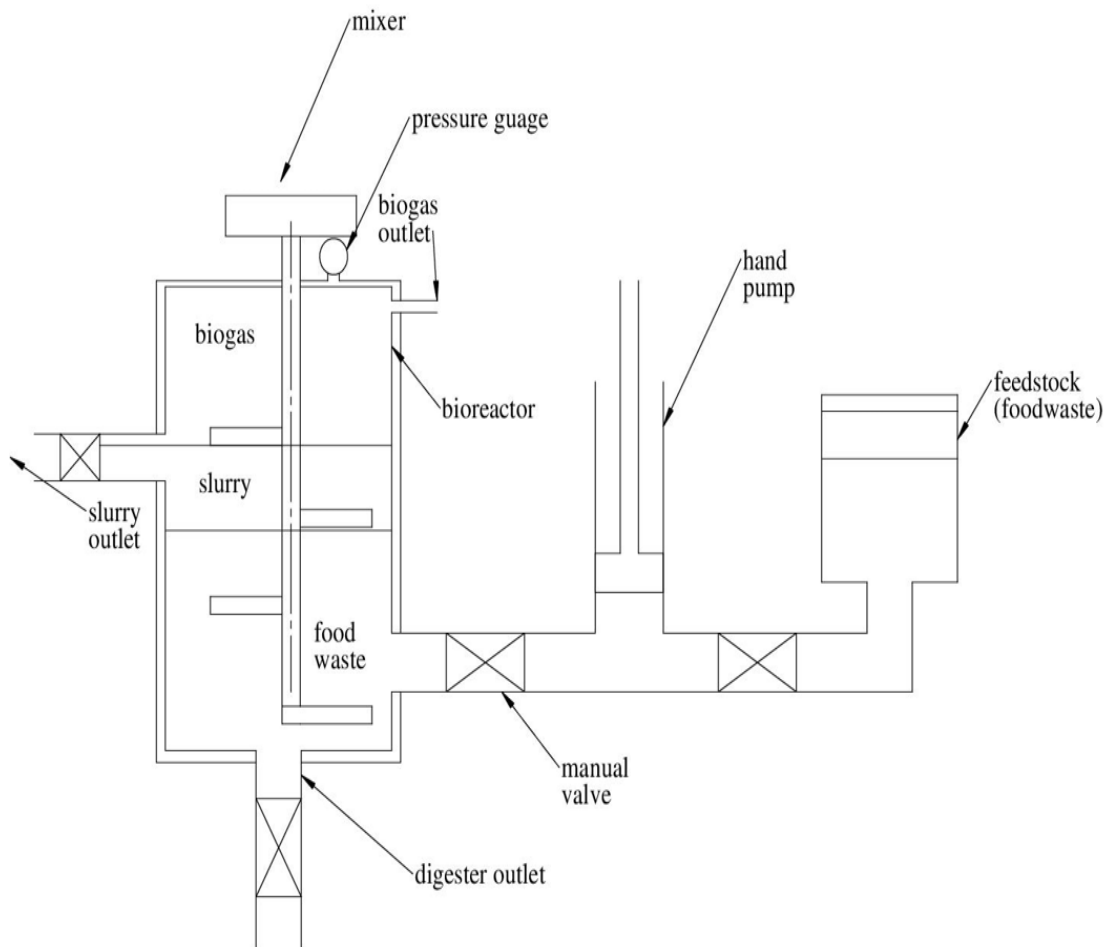 mixer
pressure guage
biogas
outlet
hand
pump
biogas
feedstock
(foodwaste)
bioreactor
slurry
slurry
outlet
food
waste
manual
valve
digester outlet